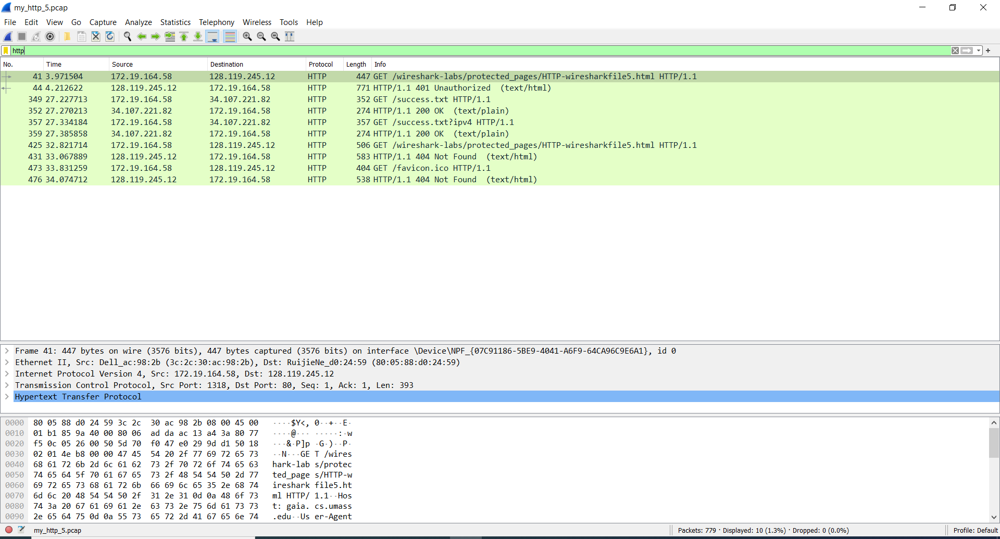 my_http_5.pcap
File Edit View Go Capture Analyze Statistics Telephony Wireless Tools Help
http
No. Time Source Destination Protocol Length Info
41 3.971504 172.19.164.58 128.119.245.12 HTTP 447 GET /wireshark-labs/protected_pages/HTTP-wiresharkfile5.html HTTP/1.1
44 4.212622 128.119.245.12 172.19.164.58 HTTP 771 HTTP/1.1 401 Unauthorized (text/html)
349 27.227713 172.19.164.58 34.107.221.82 HTTP 352 GET /success.txt HTTP/1.1
352 27.270213 34.107.221.82 172.19.164.58 HTTP 274 HTTP/1.1 200 OK (text/plain)
357 27.334184 172.19.164.58 34.107.221.82 HTTP 357 GET /success.txt?ipv4 HTTP/1.1
359 27.385858 34.107.221.82 172.19.164.58 HTTP 274 HTTP/1.1 200 OK (text/plain)
425 32.821714 172.19.164.58 128.119.245.12 HTTP 506 GET /wireshark-labs/protected_pages/HTTP-wiresharkfile5.html HTTP/1.1
431 33.067889 128.119.245.12 172.19.164.58 HTTP 583 HTTP/1.1 404 Not Found (text/html)
473 33.831259 172.19.164.58 128.119.245.12 HTTP 404 GET /favicon.ico HTTP/1.1
476 34.074712 128.119.245.12 172.19.164.58 HTTP 538 HTTP/1.1 404 Not Found (text/html)
Frame 41: 447 bytes on wire (3576 bits), 447 bytes captured (3576 bits) on interface \Device\NPF_{07C91186-5BE9-4041-A6F9-64CA96C9E6A1}, id 0
Ethernet II, Src: Dell_ac:98:2b (3c:2c:30:ac:98:2b), Dst: RuijieNe_d0:24:59 (80:05:88:d0:24:59)
Internet Protocol Version 4, Src: 172.19.164.58, Dst: 128.119.245.12
Transmission Control Protocol, Src Port: 1318, Dst Port: 80, Seq: 1, Ack: 1, Len: 393
Hypertext Transfer Protocol
0000 80 05 88 d0 24 59 3c 2c 30 ac 98 2b 08 00 45 00 ····$Y<, 0··+··E·
0010 01 b1 85 9a 40 00 80 06 ad da ac 13 a4 3a 80 77 ····@··· ·····:·w
0020 f5 0c 05 26 00 50 5d 70 f0 47 e0 29 9d d1 50 18 ···&·P]p ·G·)··P·
0030 02 01 4e b8 00 00 47 45 54 20 2f 77 69 72 65 73 ··N···GE T /wires
0040 68 61 72 6b 2d 6c 61 62 73 2f 70 72 6f 74 65 63 hark-lab s/protec
0050 74 65 64 5f 70 61 67 65 73 2f 48 54 54 50 2d 77 ted_page s/HTTP-w
0060 69 72 65 73 68 61 72 6b 66 69 6c 65 35 2e 68 74 ireshark file5.ht
0070 6d 6c 20 48 54 54 50 2f 31 2e 31 0d 0a 48 6f 73 ml HTTP/ 1.1··Hos
0080 74 3a 20 67 61 69 61 2e 63 73 2e 75 6d 61 73 73 t: gaia. cs.umass
0090 2e 65 64 75 0d 0a 55 73 65 72 2d 41 67 65 6e 74 .edu··Us er-Agent
my_http_5.pcap Packets: 779 · Displayed: 10 (1.3%) · Dropped: 0 (0.0%) Profile: Default